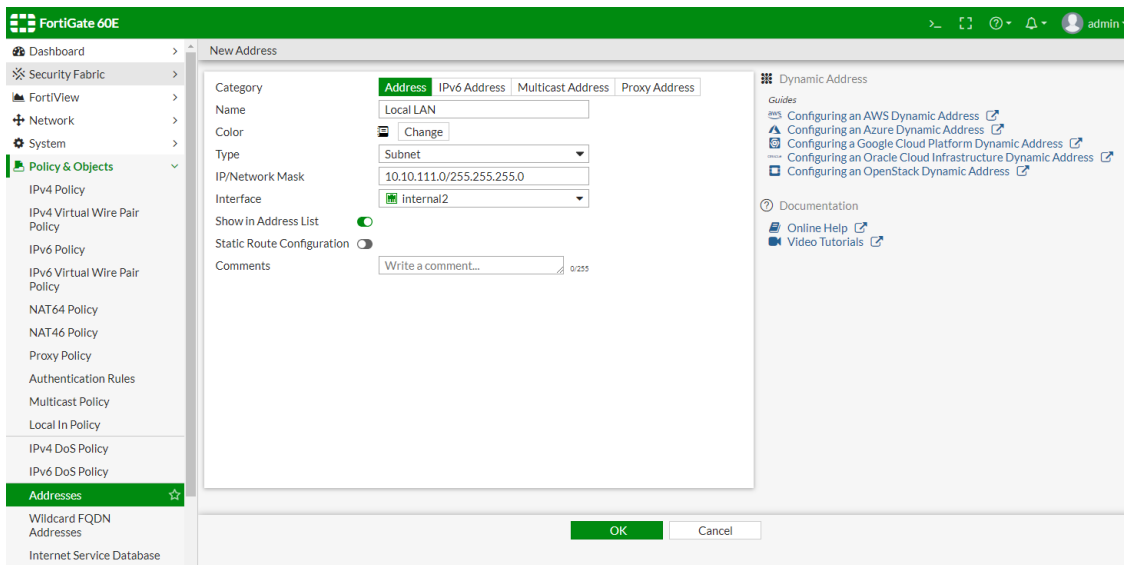 FortiGate 60E
>_
admin
Dashboard
Security Fabric
FortiView
Network
System
Policy & Objects
IPv4 Policy
IPv4 Virtual Wire Pair
Policy
IPv6 Policy
IPv6 Virtual Wire Pair
Policy
NAT64 Policy
NAT46 Policy
Proxy Policy
Authentication Rules
Multicast Policy
Local In Policy
IPv4 DoS Policy
IPv6 DoS Policy
Addresses
Wildcard FQDN
Addresses
Internet Service Database
New Address
Category Address IPv6 Address Multicast Address Proxy Address
Name Local LAN
Color Change
Type Subnet
IP/Network Mask 10.10.111.0/255.255.255.0
Interface internal2
Show in Address List
Static Route Configuration
Comments Write a comment... 0/255
OK Cancel
Dynamic Address
Guides
aws Configuring an AWS Dynamic Address
Configuring an Azure Dynamic Address
Configuring a Google Cloud Platform Dynamic Address
Configuring an Oracle Cloud Infrastructure Dynamic Address
Configuring an OpenStack Dynamic Address
Documentation
Online Help
Video Tutorials